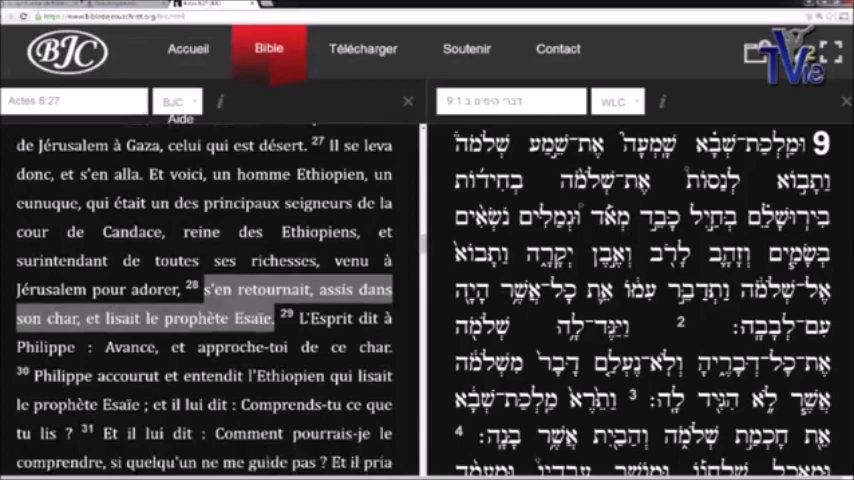 Actes 8:27 (BJC)
BJC
Accueil
Bible
Télécharger
Soutenir
Contact
TV2vie
Actes 8:27
BJC
i
Aide
×
9:1 דברי הימים ב
WLC
i
×
de Jérusalem à Gaza, celui qui est désert. 27 Il se leva
donc, et s'en alla. Et voici, un homme Ethiopien, un
eunuque, qui était un des principaux seigneurs de la
cour de Candace, reine des Ethiopiens, et
surintendant de toutes ses richesses, venu à
Jérusalem pour adorer, 28 s'en retournait, assis dans
son char, et lisait le prophète Esaïe. 29 L'Esprit dit à
Philippe : Avance, et approche-toi de ce char.
30 Philippe accourut et entendit l'Ethiopien qui lisait
le prophète Esaïe ; et il lui dit : Comprends-tu ce que
tu lis ? 31 Et il lui dit : Comment pourrais-je le
comprendre, si quelqu'un ne me guide pas ? Et il pria
9 וּמַֽלְכַּת־שְׁבָ֗א שָֽׁמְעָה֮ אֶת־שֵׁ֣מַע שְׁלֹמֹה֒
וַתָּב֣וֹא לְנַסּוֹת֩ אֶת־שְׁלֹמֹ֨ה בְחִיד֜וֹת
בִּירֽוּשָׁלִַ֗ם בְּחַ֣יִל כָּבֵ֣ד מְאֹ֡ד וּ֠גְמַלִּים נֹשְׂאִ֨ים
בְּשָׂמִ֧ים וְזָהָ֛ב לָרֹ֖ב וְאֶ֣בֶן יְקָרָ֑ה וַתָּבוֹא֙
אֶל־שְׁלֹמֹ֔ה וַתְּדַבֵּ֣ר עִמּ֔וֹ אֵ֛ת כָּל־אֲשֶׁ֥ר הָיָ֖ה
עִם־לְבָבָֽהּ׃ 2 וַיַּגֶּד־לָ֥הּ שְׁלֹמֹ֖ה
אֶת־כָּל־דְּבָרֶ֑יהָ וְלֹֽא־נֶעְלַ֤ם דָּבָר֙ מִשְּׁלֹמֹ֔ה
אֲשֶׁ֧ר לֹ֦א הִגִּ֖יד לָֽהּ׃ 3 וַתֵּ֙רֶא֙ מַֽלְכַּת־שְׁבָ֔א
אֵ֖ת חָכְמַ֣ת שְׁלֹמֹ֑ה וְהַבַּ֖יִת אֲשֶׁ֥ר בָּנָֽה׃ 4